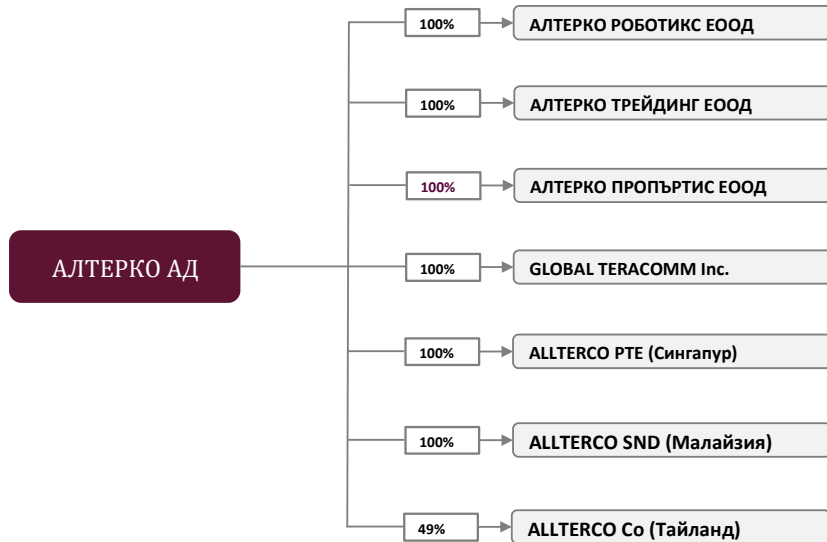 100% АЛТЕРКО РОБОТИКС ЕООД
100% АЛТЕРКО ТРЕЙДИНГ ЕООД
100% АЛТЕРКО ПРОПЪРТИС ЕООД
АЛТЕРКО АД
100% GLOBAL TERACOMM Inc.
100% ALLTERCO PTE (Сингапур)
100% ALLTERCO SND (Малайзия)
49% ALLTERCO Co (Тайланд)